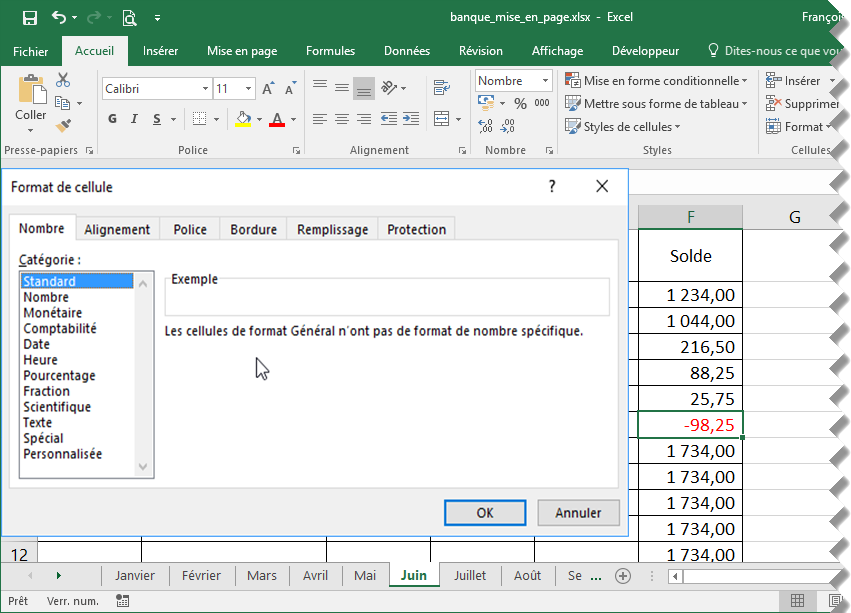 banque_mise_en_page.xlsx - Excel
Françoi
Fichier Accueil Insérer Mise en page Formules Données Révision Affichage Développeur Dites-nous ce que vou
Coller
Calibri 11
G I S
Nombre
% 000
Mise en forme conditionnelle
Mettre sous forme de tableau
Styles de cellules
Insérer
Supprimer
Format
Presse-papiers Police Alignement Nombre Styles Cellules
Format de cellule ?
Nombre Alignement Police Bordure Remplissage Protection
Catégorie :
Standard
Nombre
Monétaire
Comptabilité
Date
Heure
Pourcentage
Fraction
Scientifique
Texte
Spécial
Personnalisée
Exemple
Les cellules de format Général n'ont pas de format de nombre spécifique.
OK Annuler
F G
Solde
1 234,00
1 044,00
216,50
88,25
25,75
-98,25
1 734,00
1 734,00
1 734,00
1 734,00
12 1 734,00
Janvier Février Mars Avril Mai Juin Juillet Août Se ...
Prêt Verr. num.